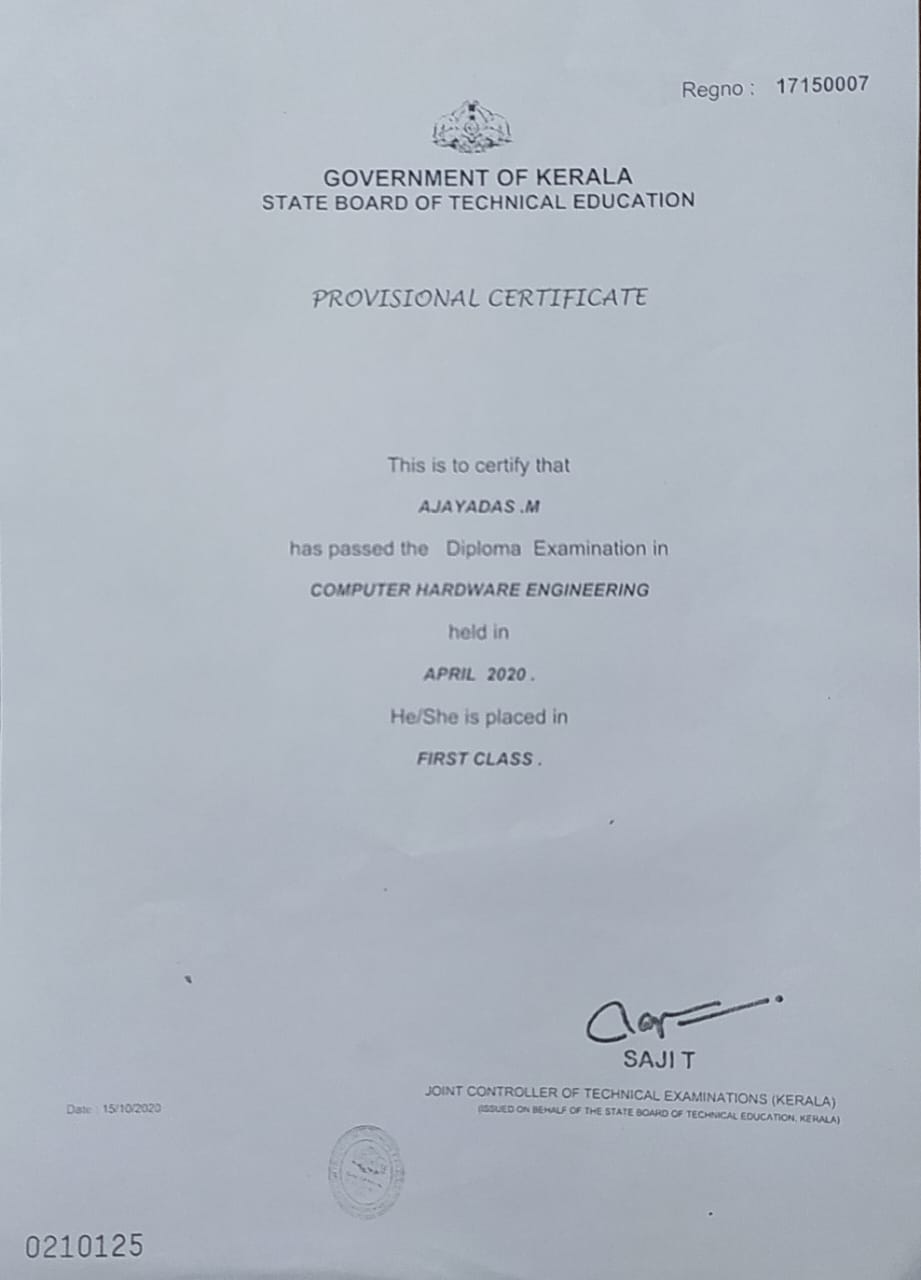 Regno : 17150007
GOVERNMENT OF KERALA
STATE BOARD OF TECHNICAL EDUCATION
PROVISIONAL CERTIFICATE
This is to certify that
AJAYADAS .M
has passed the Diploma Examination in
COMPUTER HARDWARE ENGINEERING
held in
APRIL 2020 .
He/She is placed in
FIRST CLASS .
SAJI T
JOINT CONTROLLER OF TECHNICAL EXAMINATIONS (KERALA)
(ISSUED ON BEHALF OF THE STATE BOARD OF TECHNICAL EDUCATION, KERALA)
Date : 15/10/2020
0210125